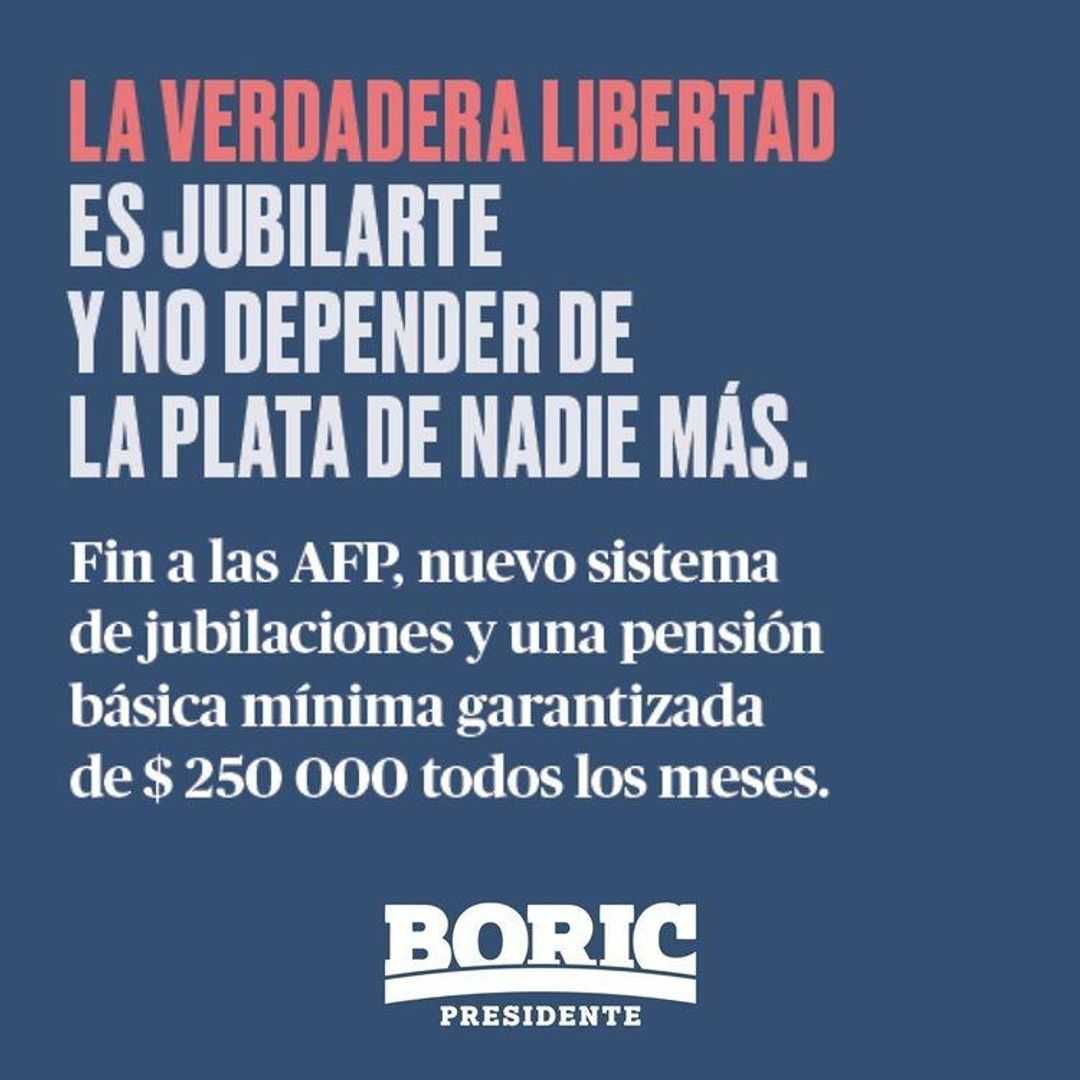 LA VERDADERA LIBERTAD
ES JUBILARTE
Y NO DEPENDER DE
LA PLATA DE NADIE MÁS.
Fin a las AFP, nuevo sistema
de jubilaciones y una pensión
básica mínima garantizada
de $ 250 000 todos los meses.
BORIC
PRESIDENTE